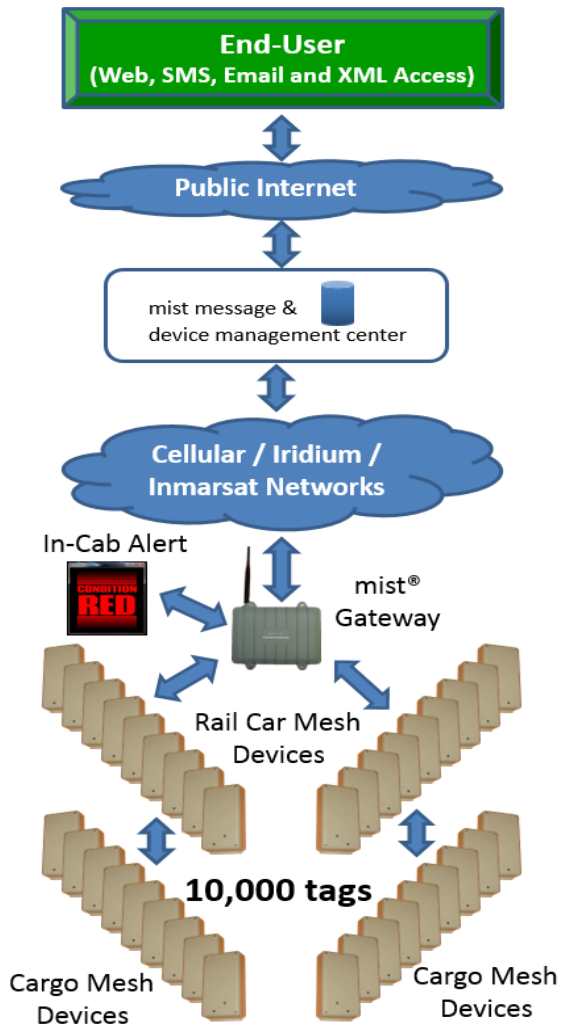 End-User
(Web, SMS, Email and XML Access)
Public Internet
mist message &
device management center
Cellular / Iridium /
Inmarsat Networks
In-Cab Alert
CONDITION
RED
mist®
Gateway
Rail Car Mesh
Devices
10,000 tags
Cargo Mesh
Devices
Cargo Mesh
Devices